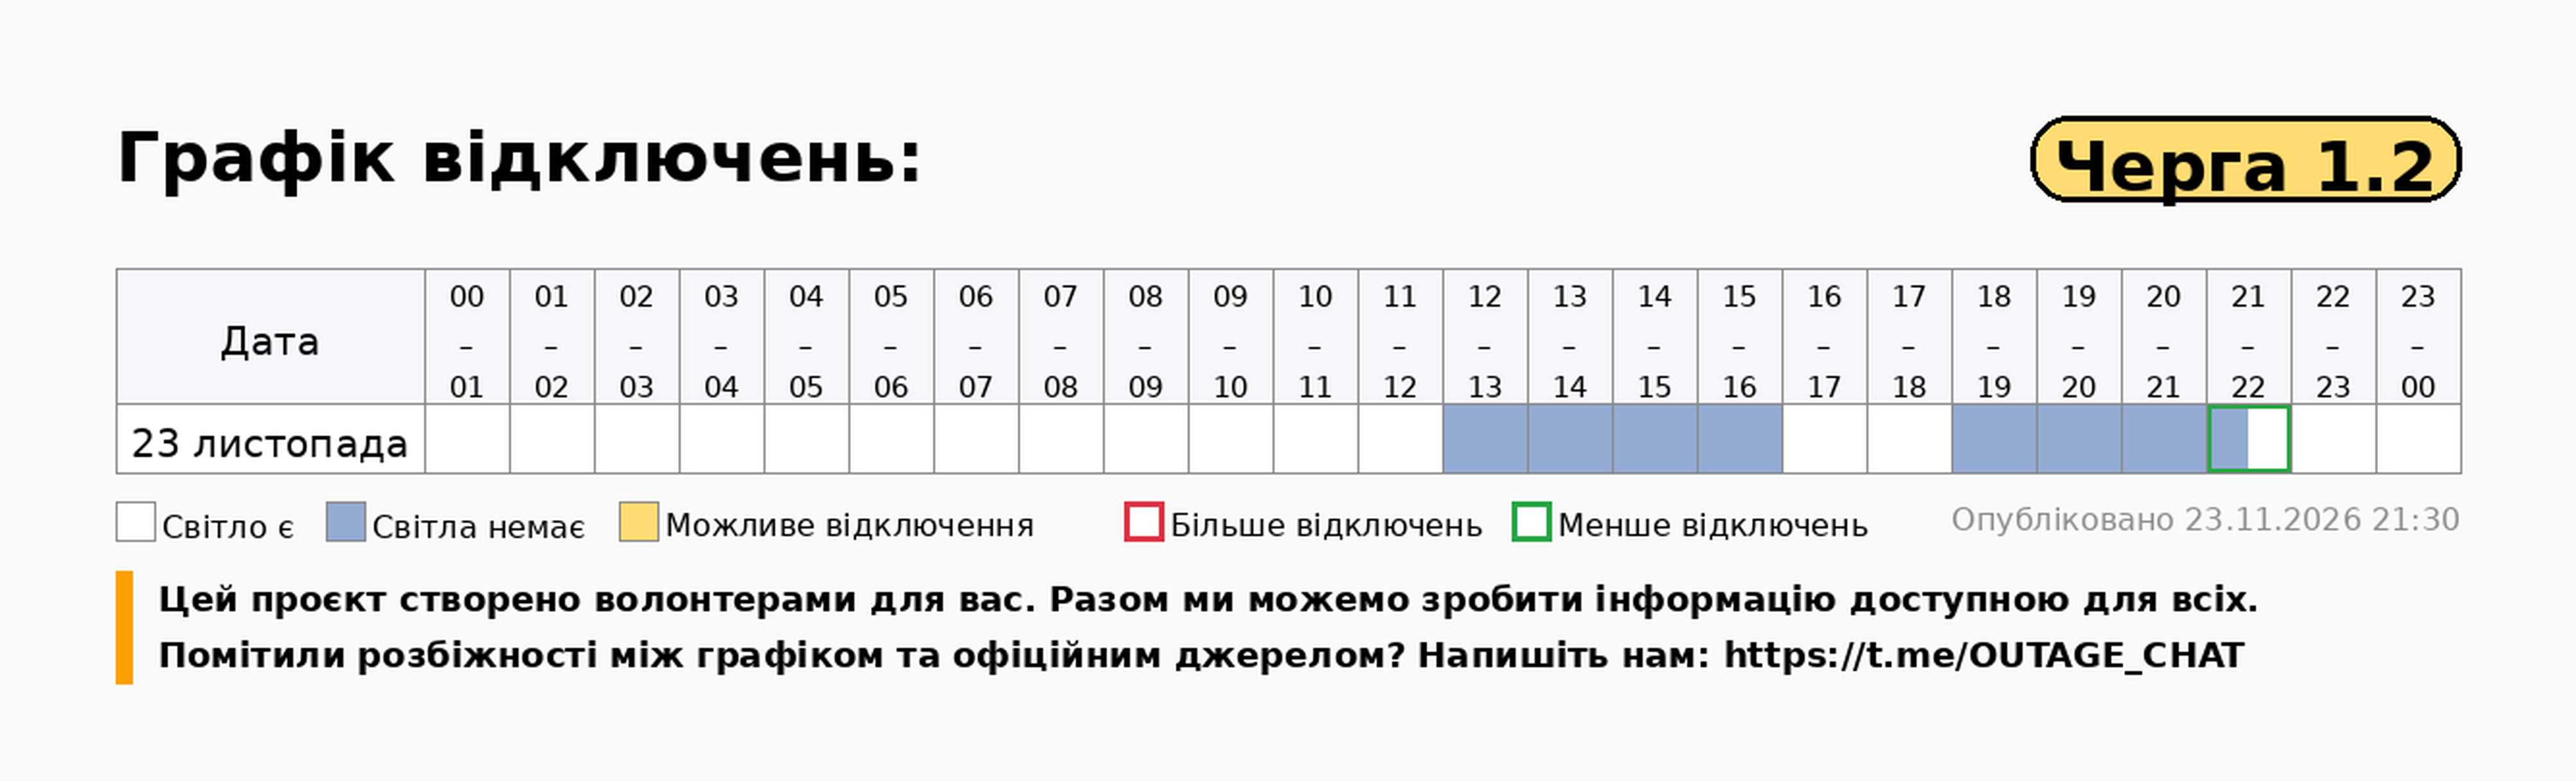 Графік відключень:
Черга 1.2
Дата 00 – 01 01 – 02 02 – 03 03 – 04 04 – 05 05 – 06 06 – 07 07 – 08 08 – 09 09 – 10 10 – 11 11 – 12 12 – 13 13 – 14 14 – 15 15 – 16 16 – 17 17 – 18 18 – 19 19 – 20 20 – 21 21 – 22 22 – 23 23 – 00
23 листопада
Світло є Світла немає Можливе відключення Більше відключень Менше відключень Опубліковано 23.11.2026 21:30
Цей проєкт створено волонтерами для вас. Разом ми можемо зробити інформацію доступною для всіх.
Помітили розбіжності між графіком та офіційним джерелом? Напишіть нам: https://t.me/OUTAGE_CHAT